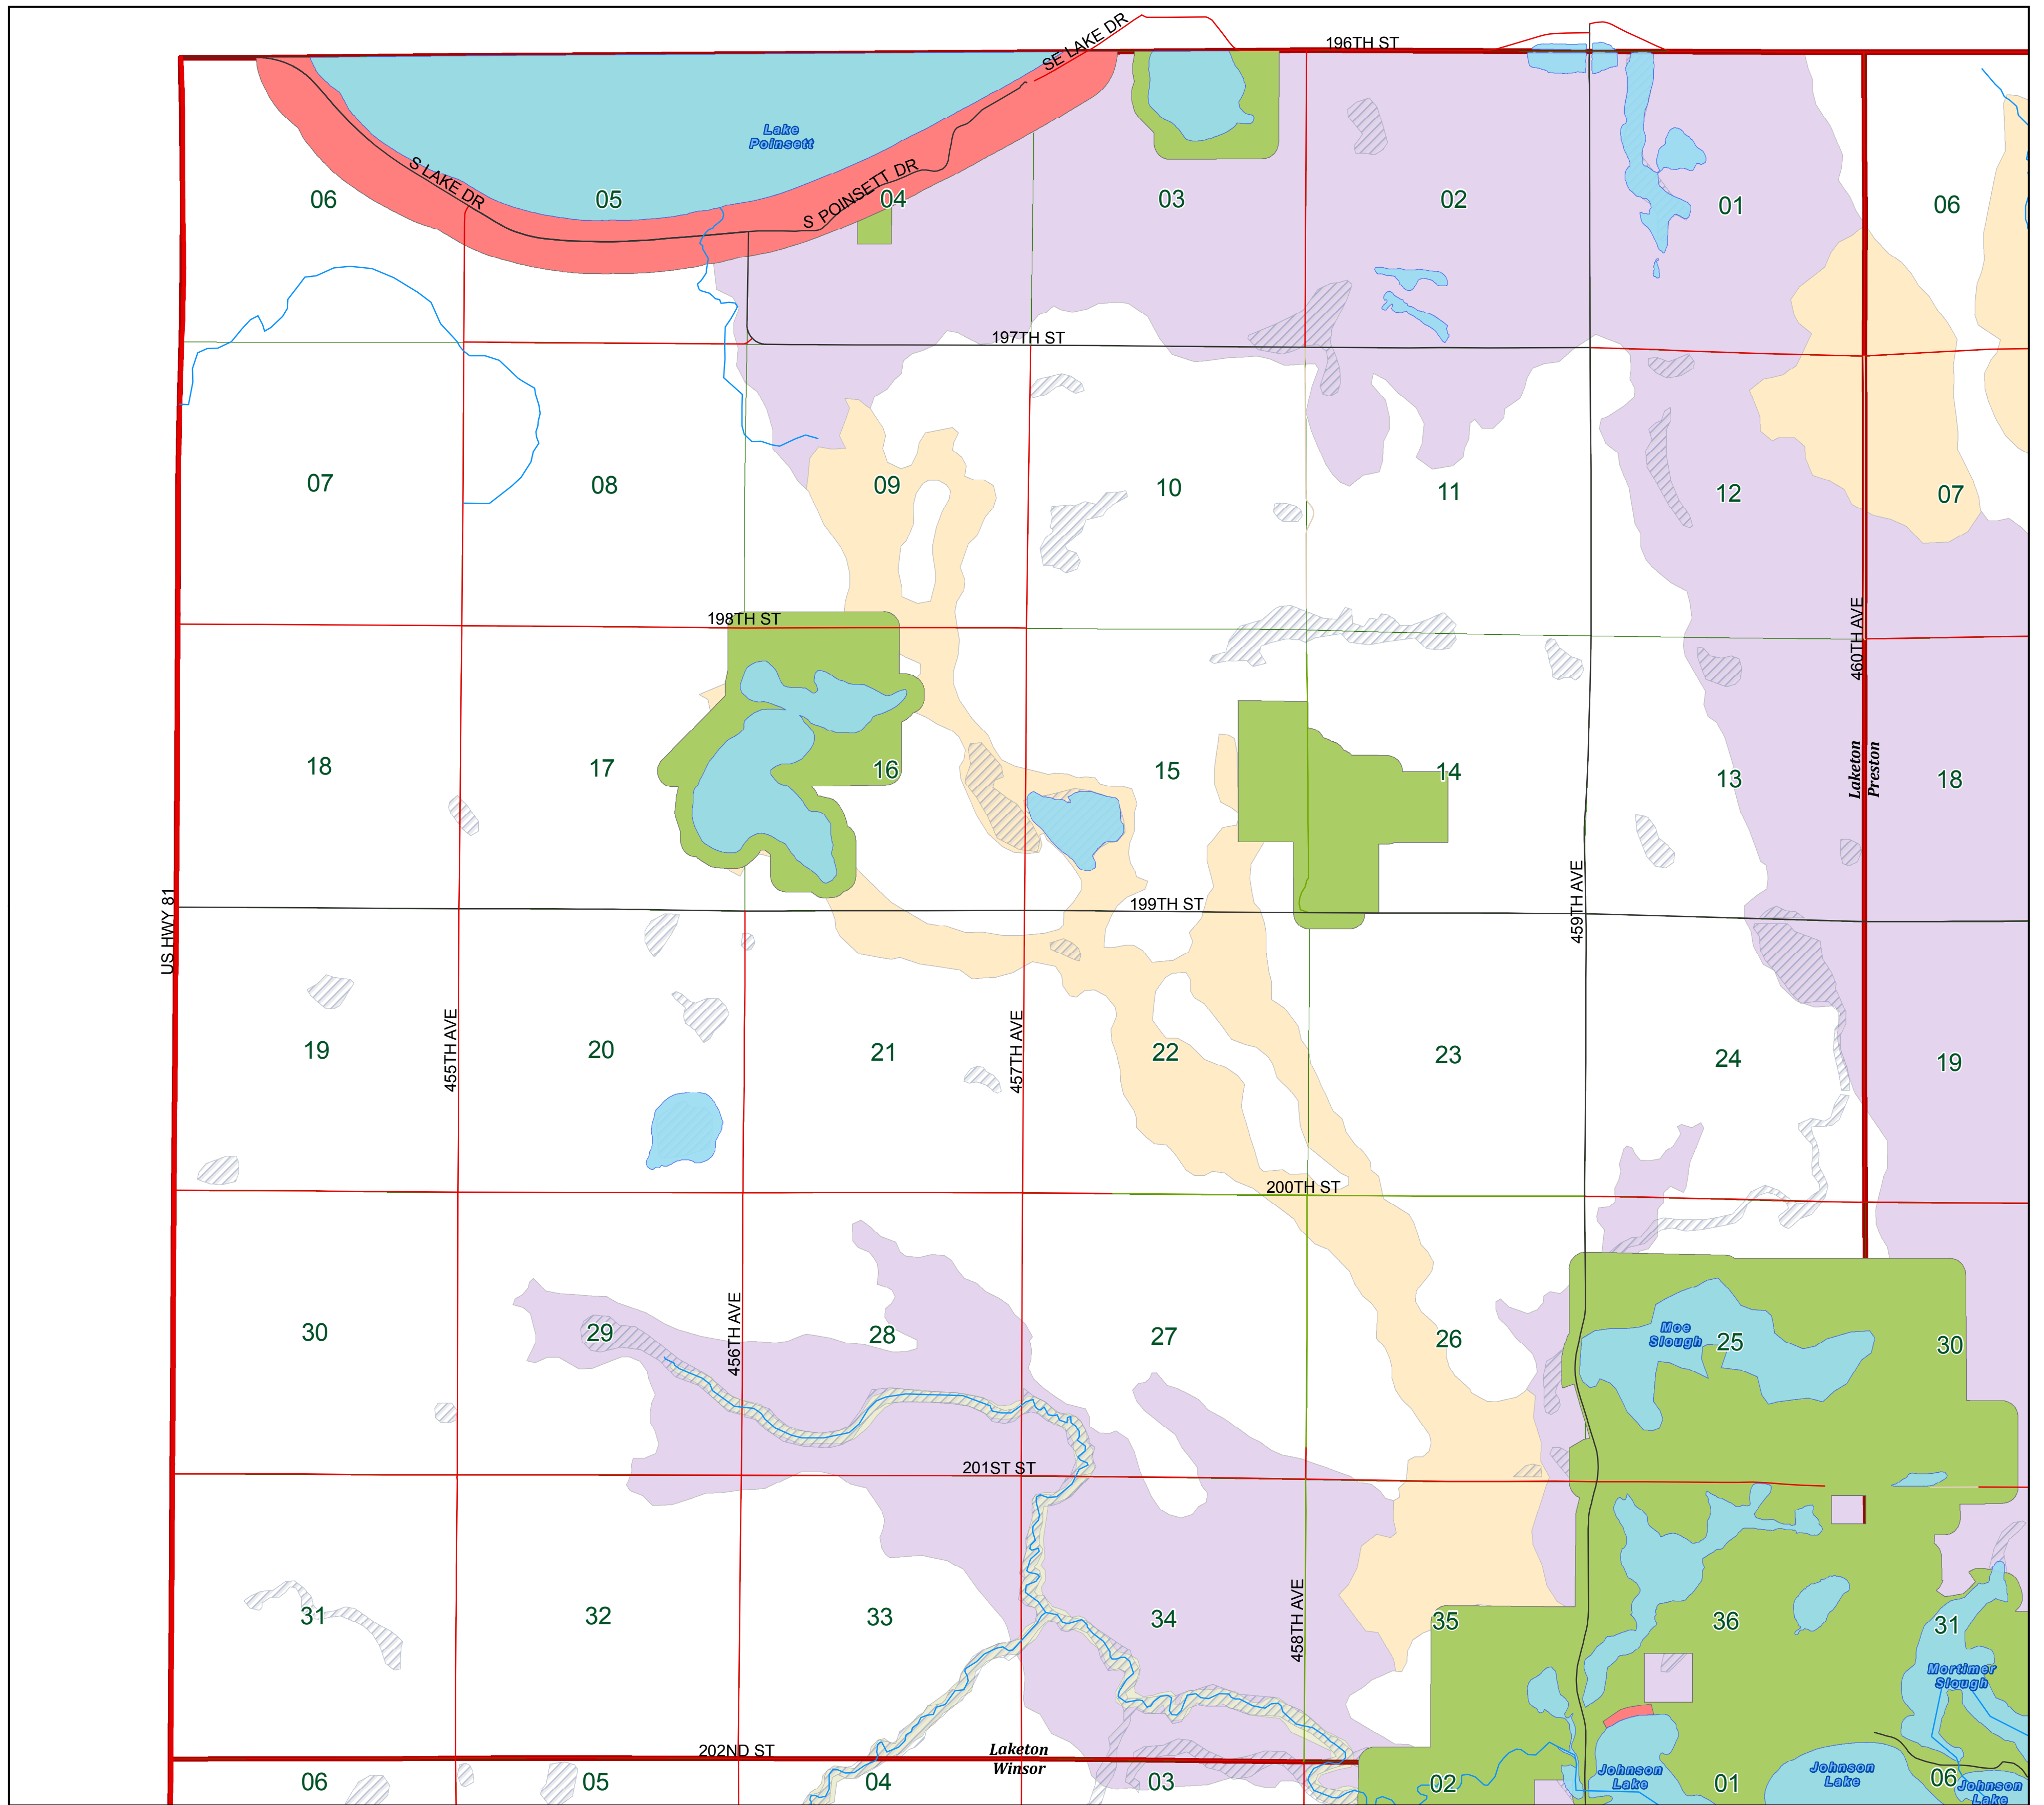 196TH ST
SE LAKE DR
Lake
Poinsett
S LAKE DR
S POINSETT DR
06
05
04
03
02
01
06
197TH ST
07
08
09
10
11
12
07
198TH ST
460TH AVE
18
17
16
15
14
13
18
Laketon
Preston
US HWY 81
199TH ST
459TH AVE
19
20
21
22
23
24
19
455TH AVE
457TH AVE
200TH ST
30
29
28
27
26
25
30
Moe
Slough
456TH AVE
201ST ST
31
32
33
34
35
36
31
458TH AVE
Mortimer
Slough
202ND ST
Laketon
Winsor
06
05
04
03
02
01
06
Johnson
Lake
Johnson
Lake
Johnson
Lake